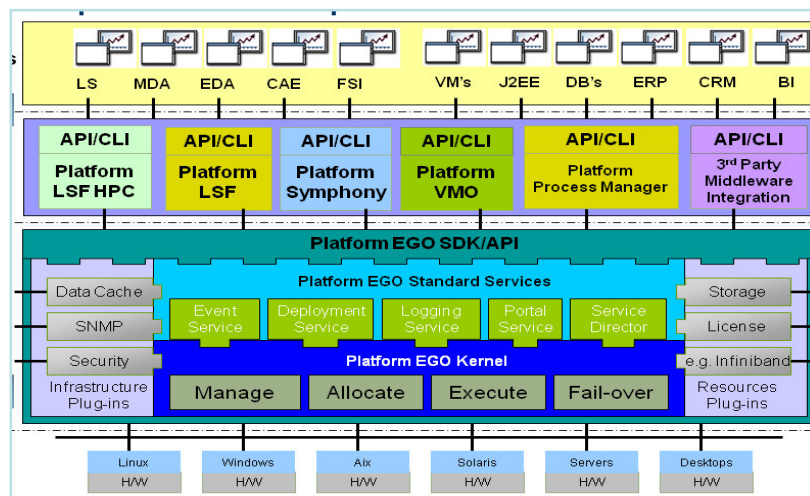 s
LS MDA EDA CAE FSI VM's J2EE DB's ERP CRM BI
API/CLI API/CLI API/CLI API/CLI API/CLI API/CLI
Platform
LSF HPC
Platform
LSF
Platform
Symphony
Platform
VMO
Platform
Process Manager
3rd Party
Middleware
Integration
Platform EGO SDK/API
Platform EGO Standard Services
Data Cache
SNMP
Security
Infrastructure
Plug-ins
Event
Service
Deployment
Service
Logging
Service
Portal
Service
Service
Director
Storage
License
e.g. Infiniband
Resources
Plug-ins
Platform EGO Kernel
Manage Allocate Execute Fail-over
Linux Windows Aix Solaris Servers Desktops
H/W H/W H/W H/W H/W H/W